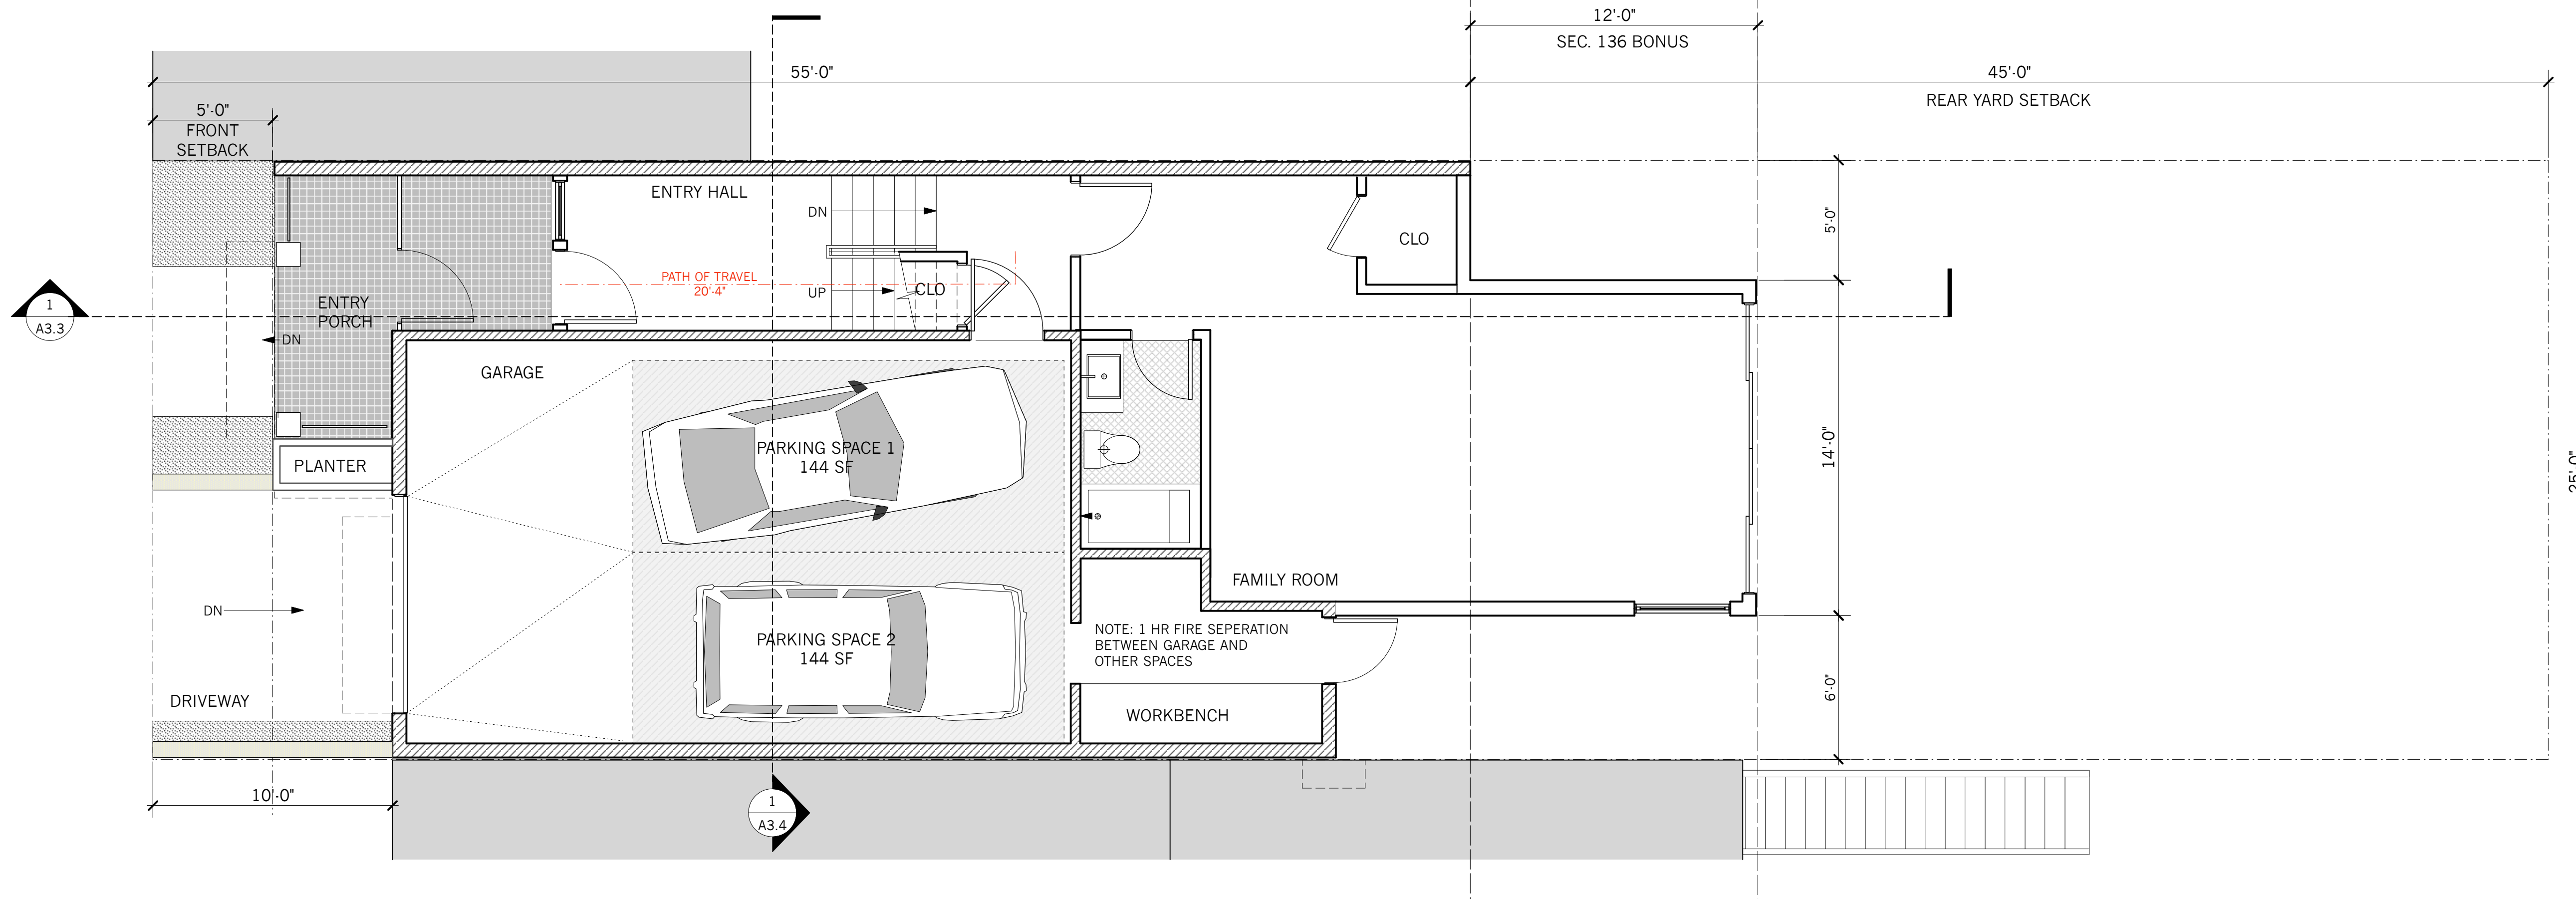 12'-0"
SEC. 136 BONUS
55'-0"
45'-0"
REAR YARD SETBACK
5'-0"
FRONT
SETBACK
ENTRY HALL
DN
5'-0"
CLO
PATH OF TRAVEL
20'-4"
UP
CLO
1
A3.3
ENTRY
PORCH
DN
GARAGE
PARKING SPACE 1
144 SF
14'-0"
25'-0"
PLANTER
FAMILY ROOM
DN
PARKING SPACE 2
144 SF
NOTE: 1 HR FIRE SEPERATION
BETWEEN GARAGE AND
OTHER SPACES
6'-0"
DRIVEWAY
WORKBENCH
10'-0"
1
A3.4